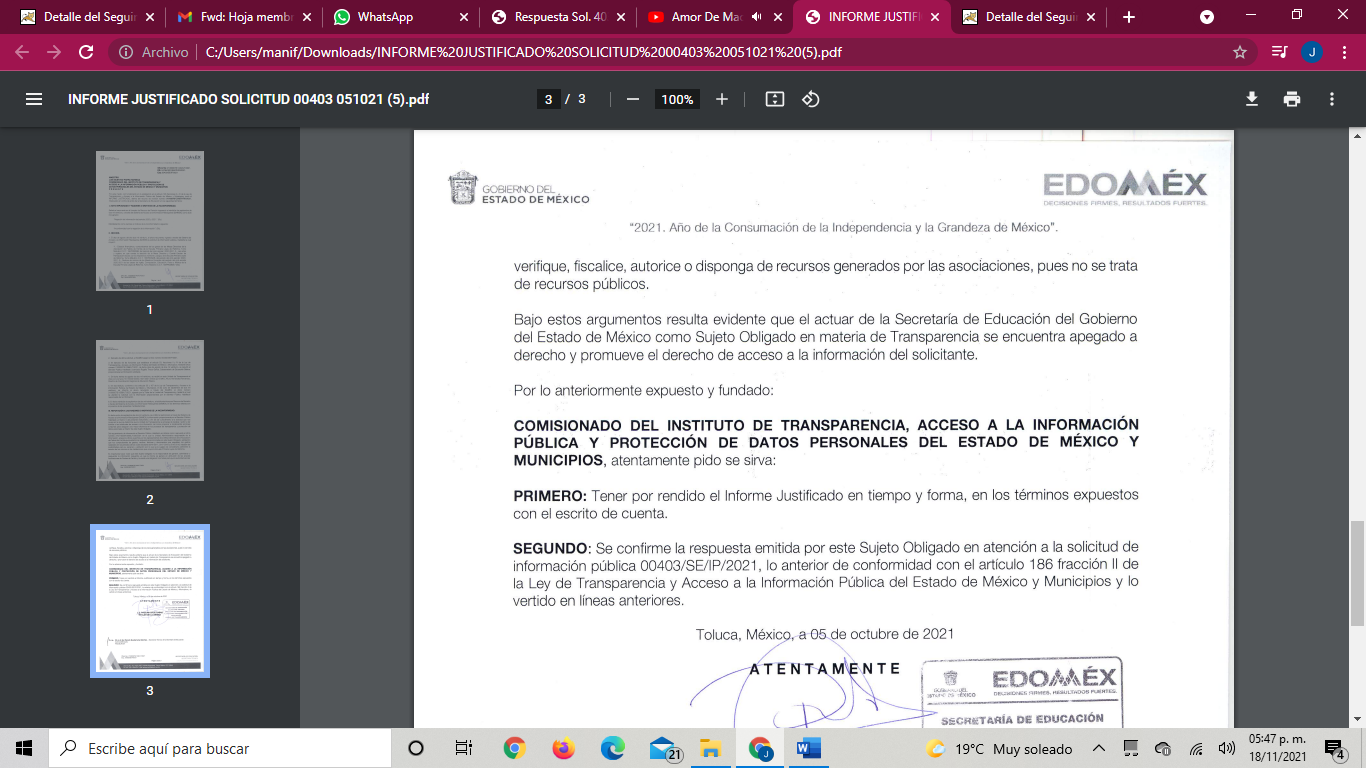 Detalle del Segui
Fwd: Hoja memb
WhatsApp
Respuesta Sol. 40
Amor De Mad
INFORME JUSTIF
Detalle del Segui
Archivo
C:/Users/manif/Downloads/INFORME%20JUSTIFICADO%20SOLICITUD%2000403%20051021%20(5).pdf
J
INFORME JUSTIFICADO SOLICITUD 00403 051021 (5).pdf
3 / 3
100%
1
2
3
GOBIERNO DEL
ESTADO DE MÉXICO
EDOMÉX
DECISIONES FIRMES, RESULTADOS FUERTES.
"2021. Año de la Consumación de la Independencia y la Grandeza de México".
verifique, fiscalice, autorice o disponga de recursos generados por las asociaciones, pues no se trata
de recursos públicos.
Bajo estos argumentos resulta evidente que el actuar de la Secretaría de Educación del Gobierno
del Estado de México como Sujeto Obligado en materia de Transparencia se encuentra apegado a
derecho y promueve el derecho de acceso a la información del solicitante.
Por lo anteriormente expuesto y fundado:
COMISIONADO DEL INSTITUTO DE TRANSPARENCIA, ACCESO A LA INFORMACIÓN
PÚBLICA Y PROTECCIÓN DE DATOS PERSONALES DEL ESTADO DE MÉXICO Y
MUNICIPIOS, atentamente pido se sirva:
PRIMERO: Tener por rendido el Informe Justificado en tiempo y forma, en los términos expuestos
con el escrito de cuenta.
SEGUNDO: Se confirme la respuesta emitida por este Sujeto Obligado en atención a la solicitud de
información pública 00403/SE/IP/2021, lo anterior de conformidad con el artículo 186 fracción II de
la Ley de Transparencia y Acceso a la Información Pública del Estado de México y Municipios y lo
vertido en líneas anteriores.
Toluca, México, a 05 de octubre de 2021
ATENTAMENTE
GOBIERNO DEL
ESTADO DE MÉXICO
EDOMÉX
DECISIONES FIRMES, RESULTADOS FUERTES.
SECRETARÍA DE EDUCACIÓN
Escribe aquí para buscar
21
J
19°C Muy soleado
05:47 p. m.
18/11/2021
4